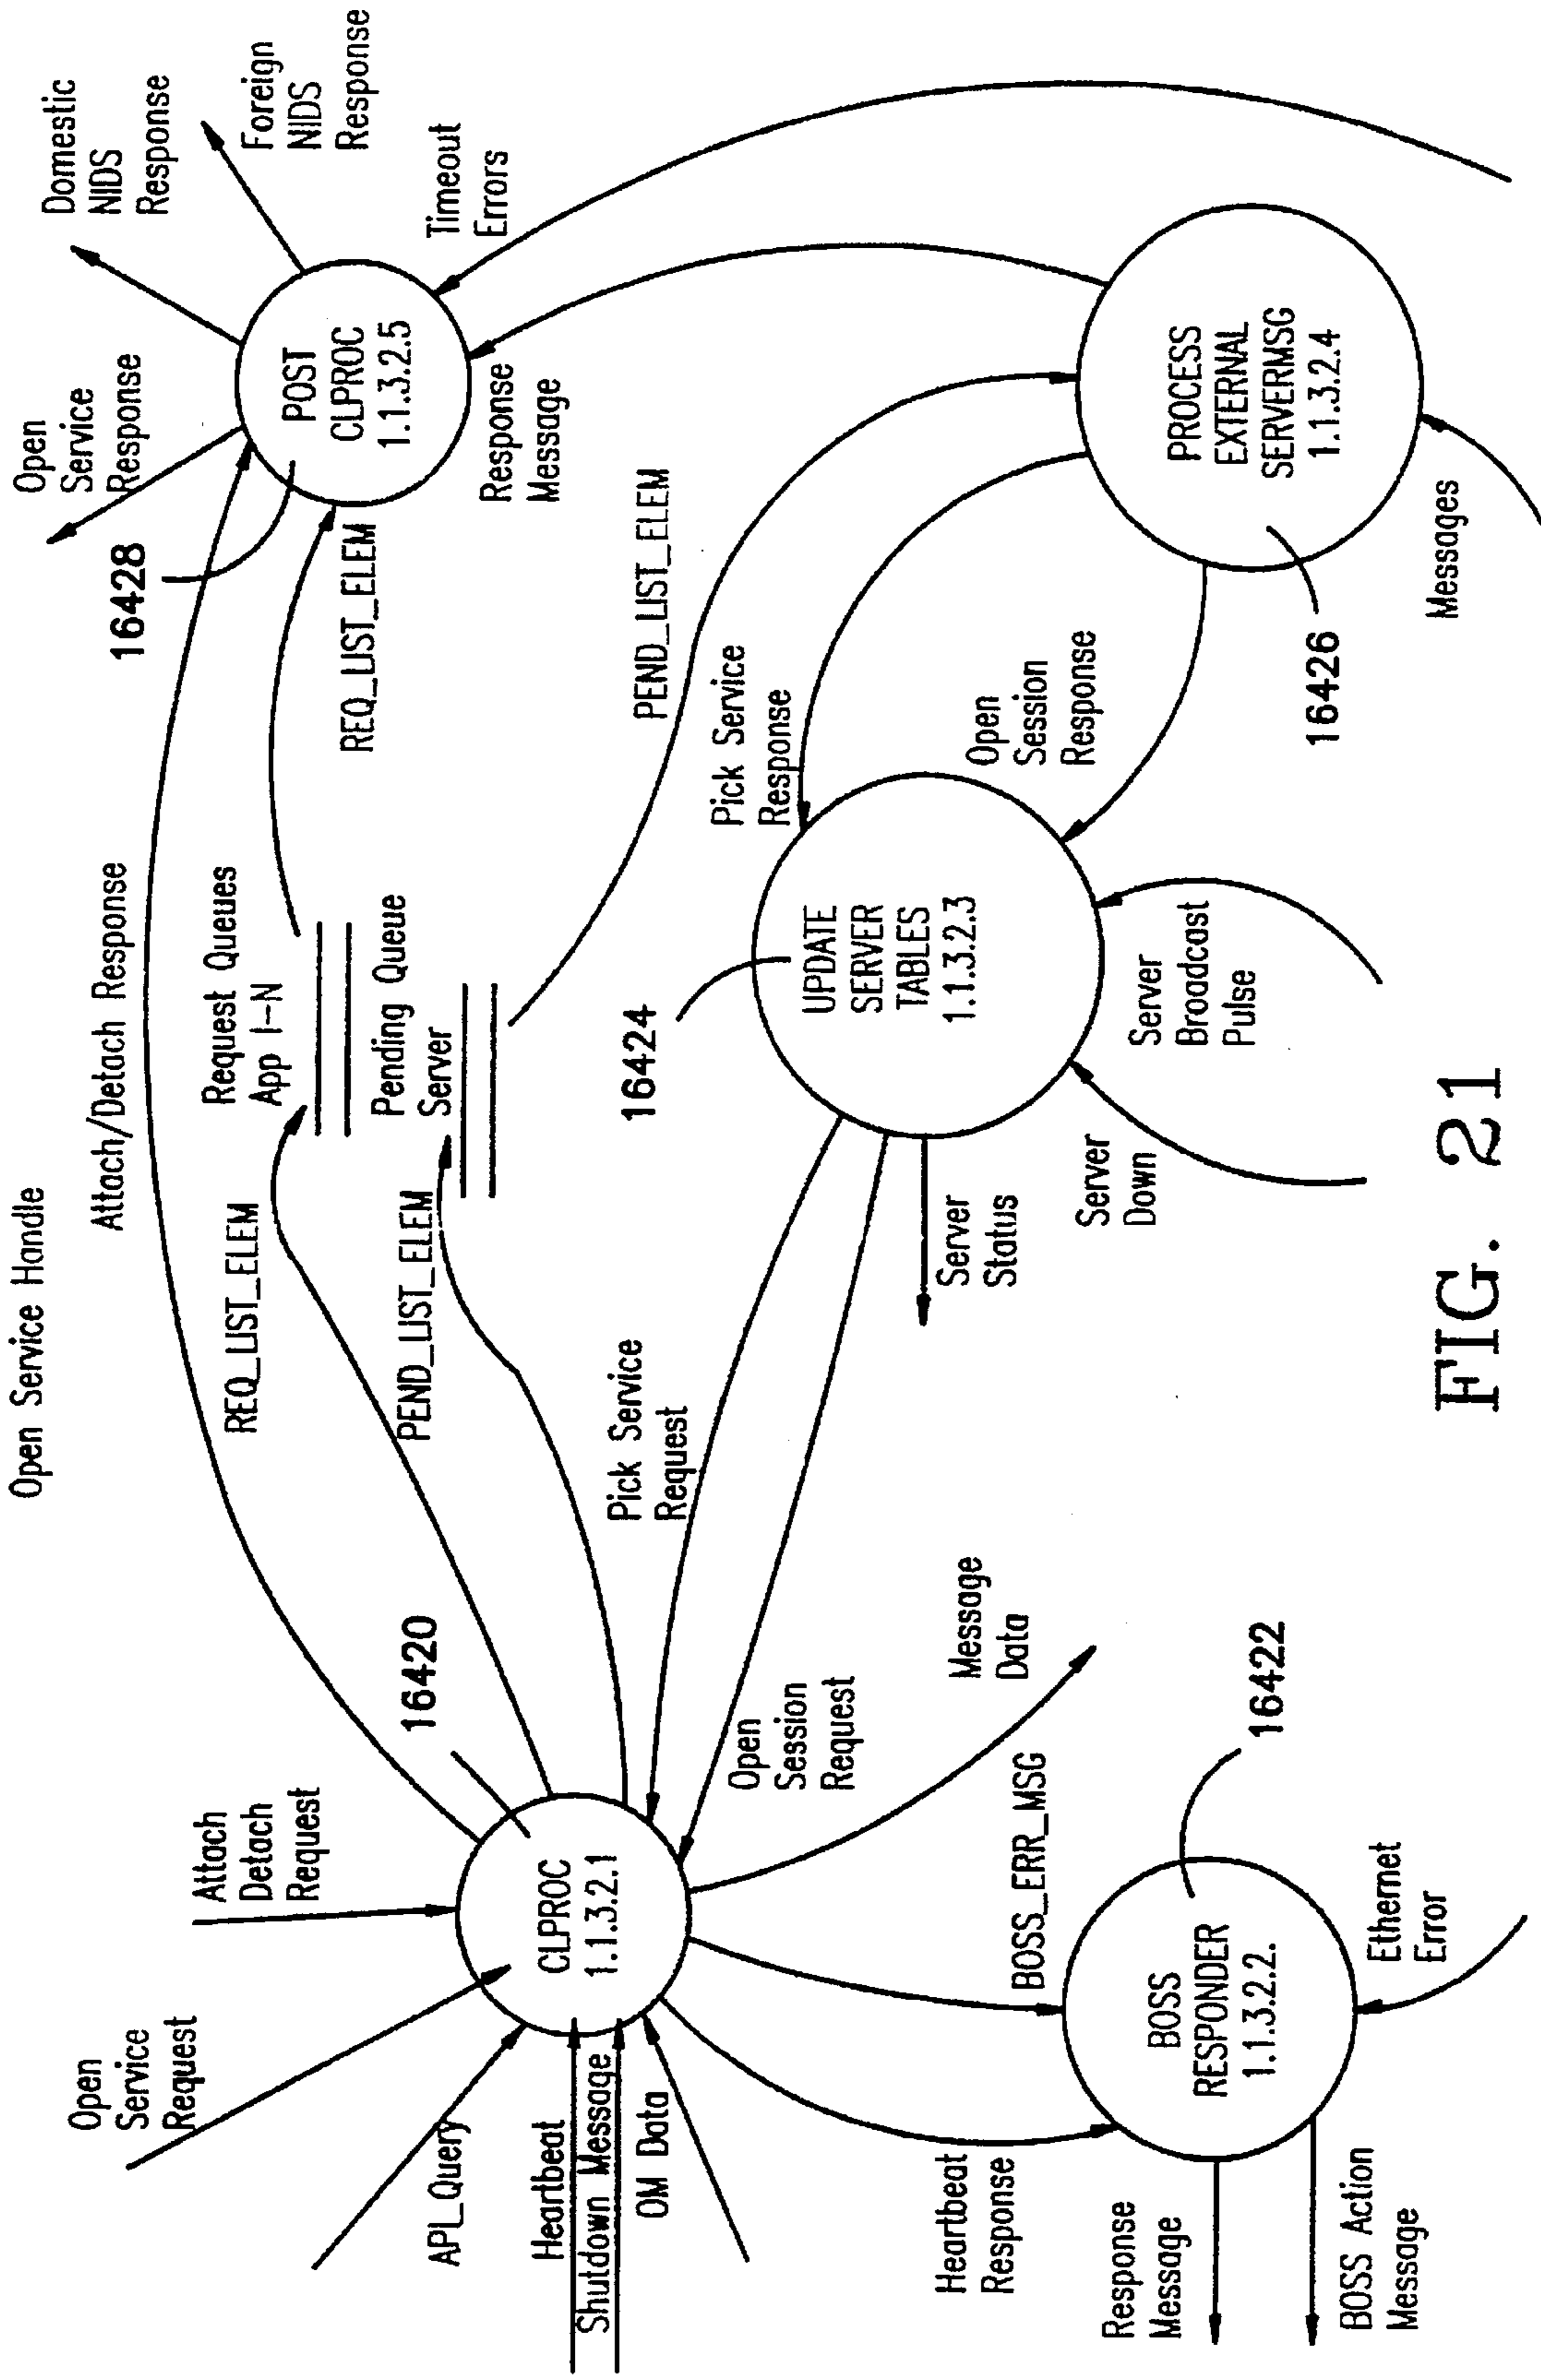 Open Service Handle
Attach/Detach Response
Open
Service
Request
Attach
Detach
Request
API_Query
Heartbeat
Shutdown Message
OM Data
16420
CLPROC
1.1.3.2.1
REQ_LIST_ELEM
PEND_LIST_ELEM
Request Queues
App 1-N
Pending Queue
Server
REQ_LIST_ELEM
PEND_LIST_ELEM
16428
Open
Service
Response
Domestic
NIDS
Response
Foreign
NIDS
Response
POST
CLPROC
1.1.3.2.5
Timeout
Errors
Response
Message
Pick Service
Request
Open
Session
Request
Message
Data
16424
UPDATE
SERVER
TABLES
1.1.3.2.3
Pick Service
Response
Open
Session
Response
Server
Status
Server
Down
Server
Broadcast
Pulse
PROCESS
EXTERNAL
SERVERMSG
1.1.3.2.4
16426
Messages
Heartbeat
Response
BOSS_ERR_MSG
16422
BOSS
RESPONDER
1.1.3.2.2.
Ethernet
Error
Response
Message
BOSS Action
Message
FIG. 21